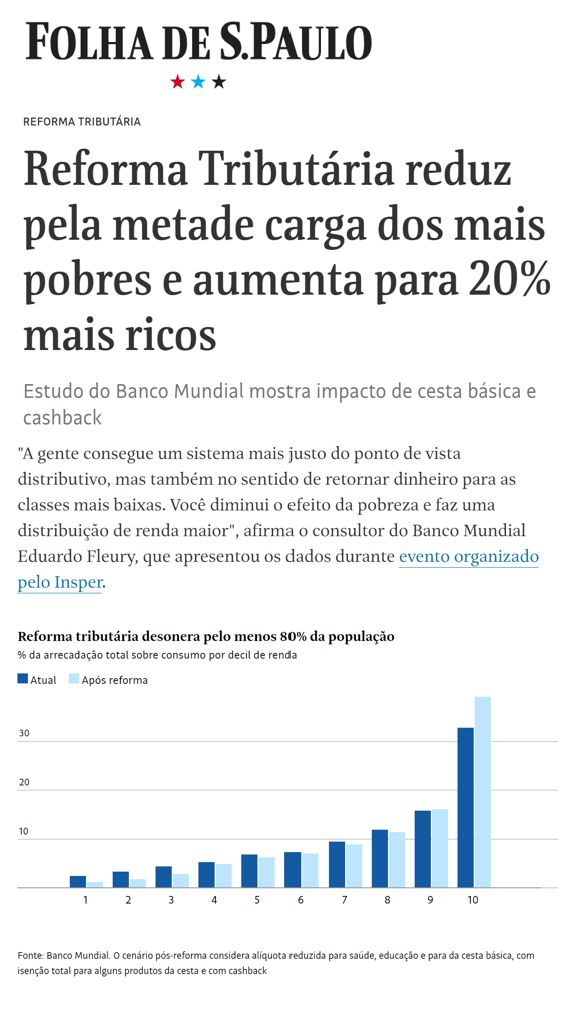 FOLHA DE S.PAULO
REFORMA TRIBUTÁRIA
Reforma Tributária reduz
pela metade carga dos mais
pobres e aumenta para 20%
mais ricos
Estudo do Banco Mundial mostra impacto de cesta básica e
cashback
"A gente consegue um sistema mais justo do ponto de vista
distributivo, mas também no sentido de retornar dinheiro para as
classes mais baixas. Você diminui o efeito da pobreza e faz uma
distribuição de renda maior", afirma o consultor do Banco Mundial
Eduardo Fleury, que apresentou os dados durante evento organizado
pelo Insper.
Reforma tributária desonera pelo menos 80% da população
% da arrecadação total sobre consumo por decil de renda
Atual Após reforma
30
20
10
1 2 3 4 5 6 7 8 9 10
Fonte: Banco Mundial. O cenário pós-reforma considera alíquota reduzida para saúde, educação e para da cesta básica, com
isenção total para alguns produtos da cesta e com cashback